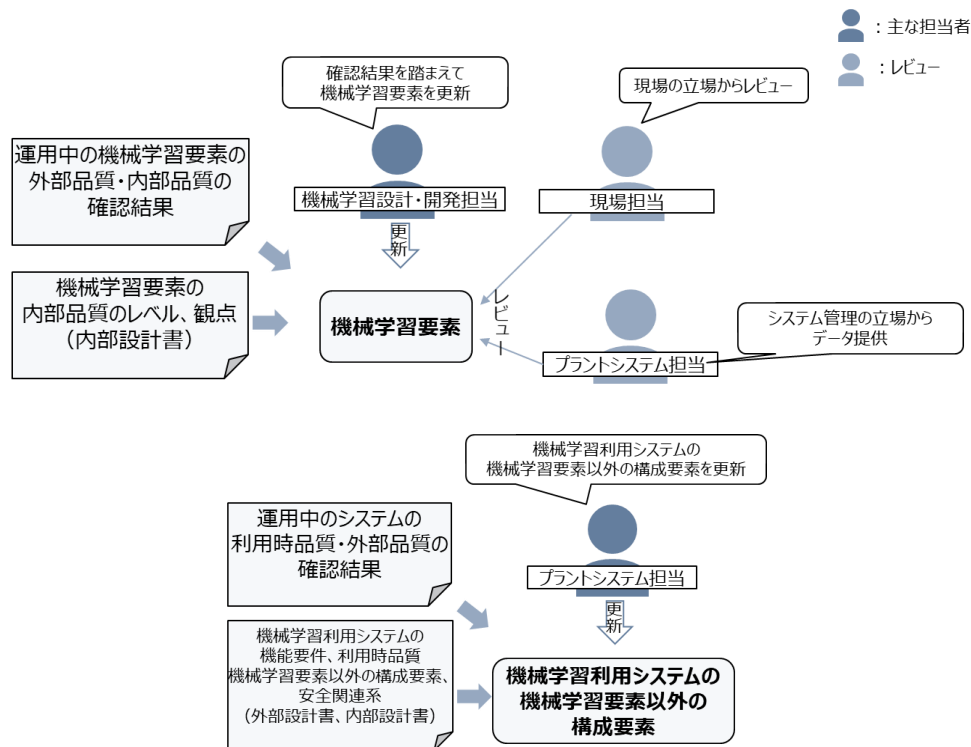 ：主な担当者
：レビュー
確認結果を踏まえて
機械学習要素を更新
現場の立場からレビュー
運用中の機械学習要素の
外部品質・内部品質の
確認結果
機械学習設計・開発担当
現場担当
更新
機械学習要素の
内部品質のレベル、観点
（内部設計書）
機械学習要素
レビュー
システム管理の立場から
データ提供
プラントシステム担当
機械学習利用システムの
機械学習要素以外の構成要素を更新
運用中のシステムの
利用時品質・外部品質の
確認結果
プラントシステム担当
更新
機械学習利用システムの
機能要件、利用時品質
機械学習要素以外の構成要素、
安全関連系
（外部設計書、内部設計書）
機械学習利用システムの
機械学習要素以外の
構成要素